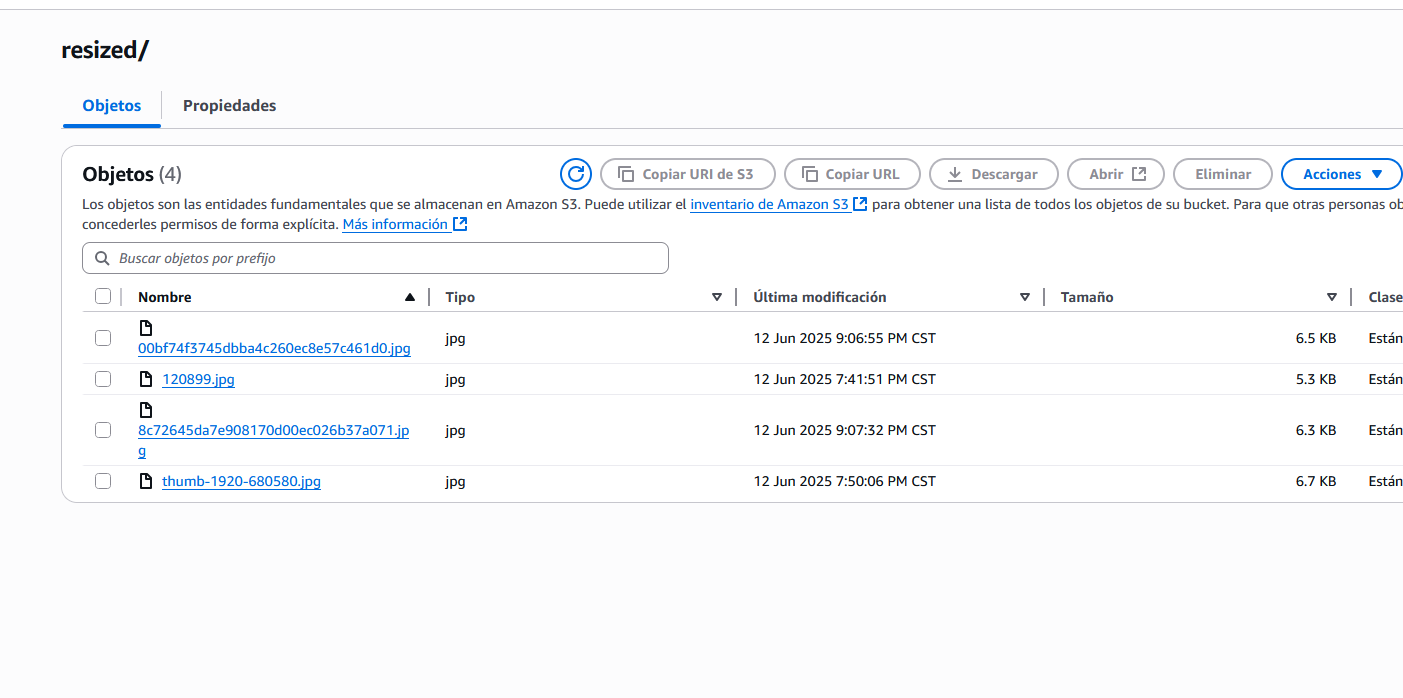 resized/
Objetos
Propiedades
Objetos (4)
Copiar URI de S3
Copiar URL
Descargar
Abrir
Eliminar
Acciones
Los objetos son las entidades fundamentales que se almacenan en Amazon S3. Puede utilizar el inventario de Amazon S3 para obtener una lista de todos los objetos de su bucket. Para que otras personas ob
concederles permisos de forma explícita. Más información
Buscar objetos por prefijo
Nombre Tipo Última modificación Tamaño Clase
00bf74f3745dbba4c260ec8e57c461d0.jpg jpg 12 Jun 2025 9:06:55 PM CST 6.5 KB Están
120899.jpg jpg 12 Jun 2025 7:41:51 PM CST 5.3 KB Están
8c72645da7e908170d00ec026b37a071.jp jpg 12 Jun 2025 9:07:32 PM CST 6.3 KB Están
g
thumb-1920-680580.jpg jpg 12 Jun 2025 7:50:06 PM CST 6.7 KB Están